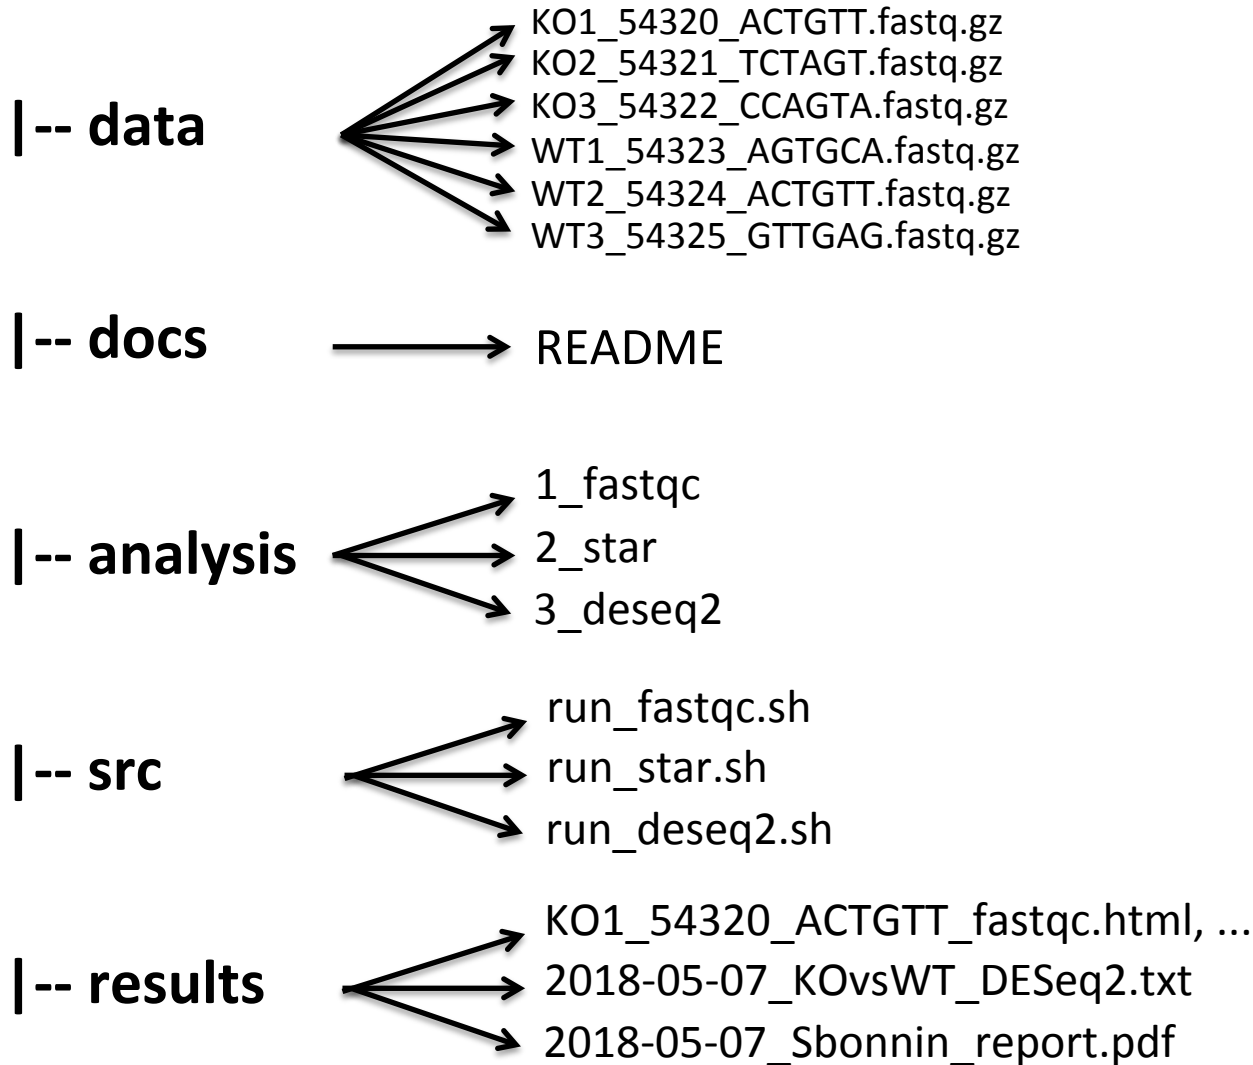 |-- data
KO1_54320_ACTGTT.fastq.gz
KO2_54321_TCTAGT.fastq.gz
KO3_54322_CCAGTA.fastq.gz
WT1_54323_AGTGCA.fastq.gz
WT2_54324_ACTGTT.fastq.gz
WT3_54325_GTTGAG.fastq.gz
|-- docs
README
|-- analysis
1_fastqc
2_star
3_deseq2
|-- src
run_fastqc.sh
run_star.sh
run_deseq2.sh
|-- results
KO1_54320_ACTGTT_fastqc.html, ...
2018-05-07_KOvsWT_DESeq2.txt
2018-05-07_Sbonnin_report.pdf